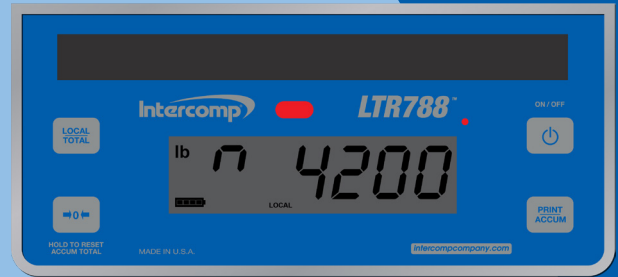 Intercomp
LTR788™
ON / OFF
LOCAL
TOTAL
lb n 4200
LOCAL
➡0⬅
PRINT
ACCUM
HOLD TO RESET
ACCUM TOTAL
MADE IN U.S.A.
intercompcompany.com